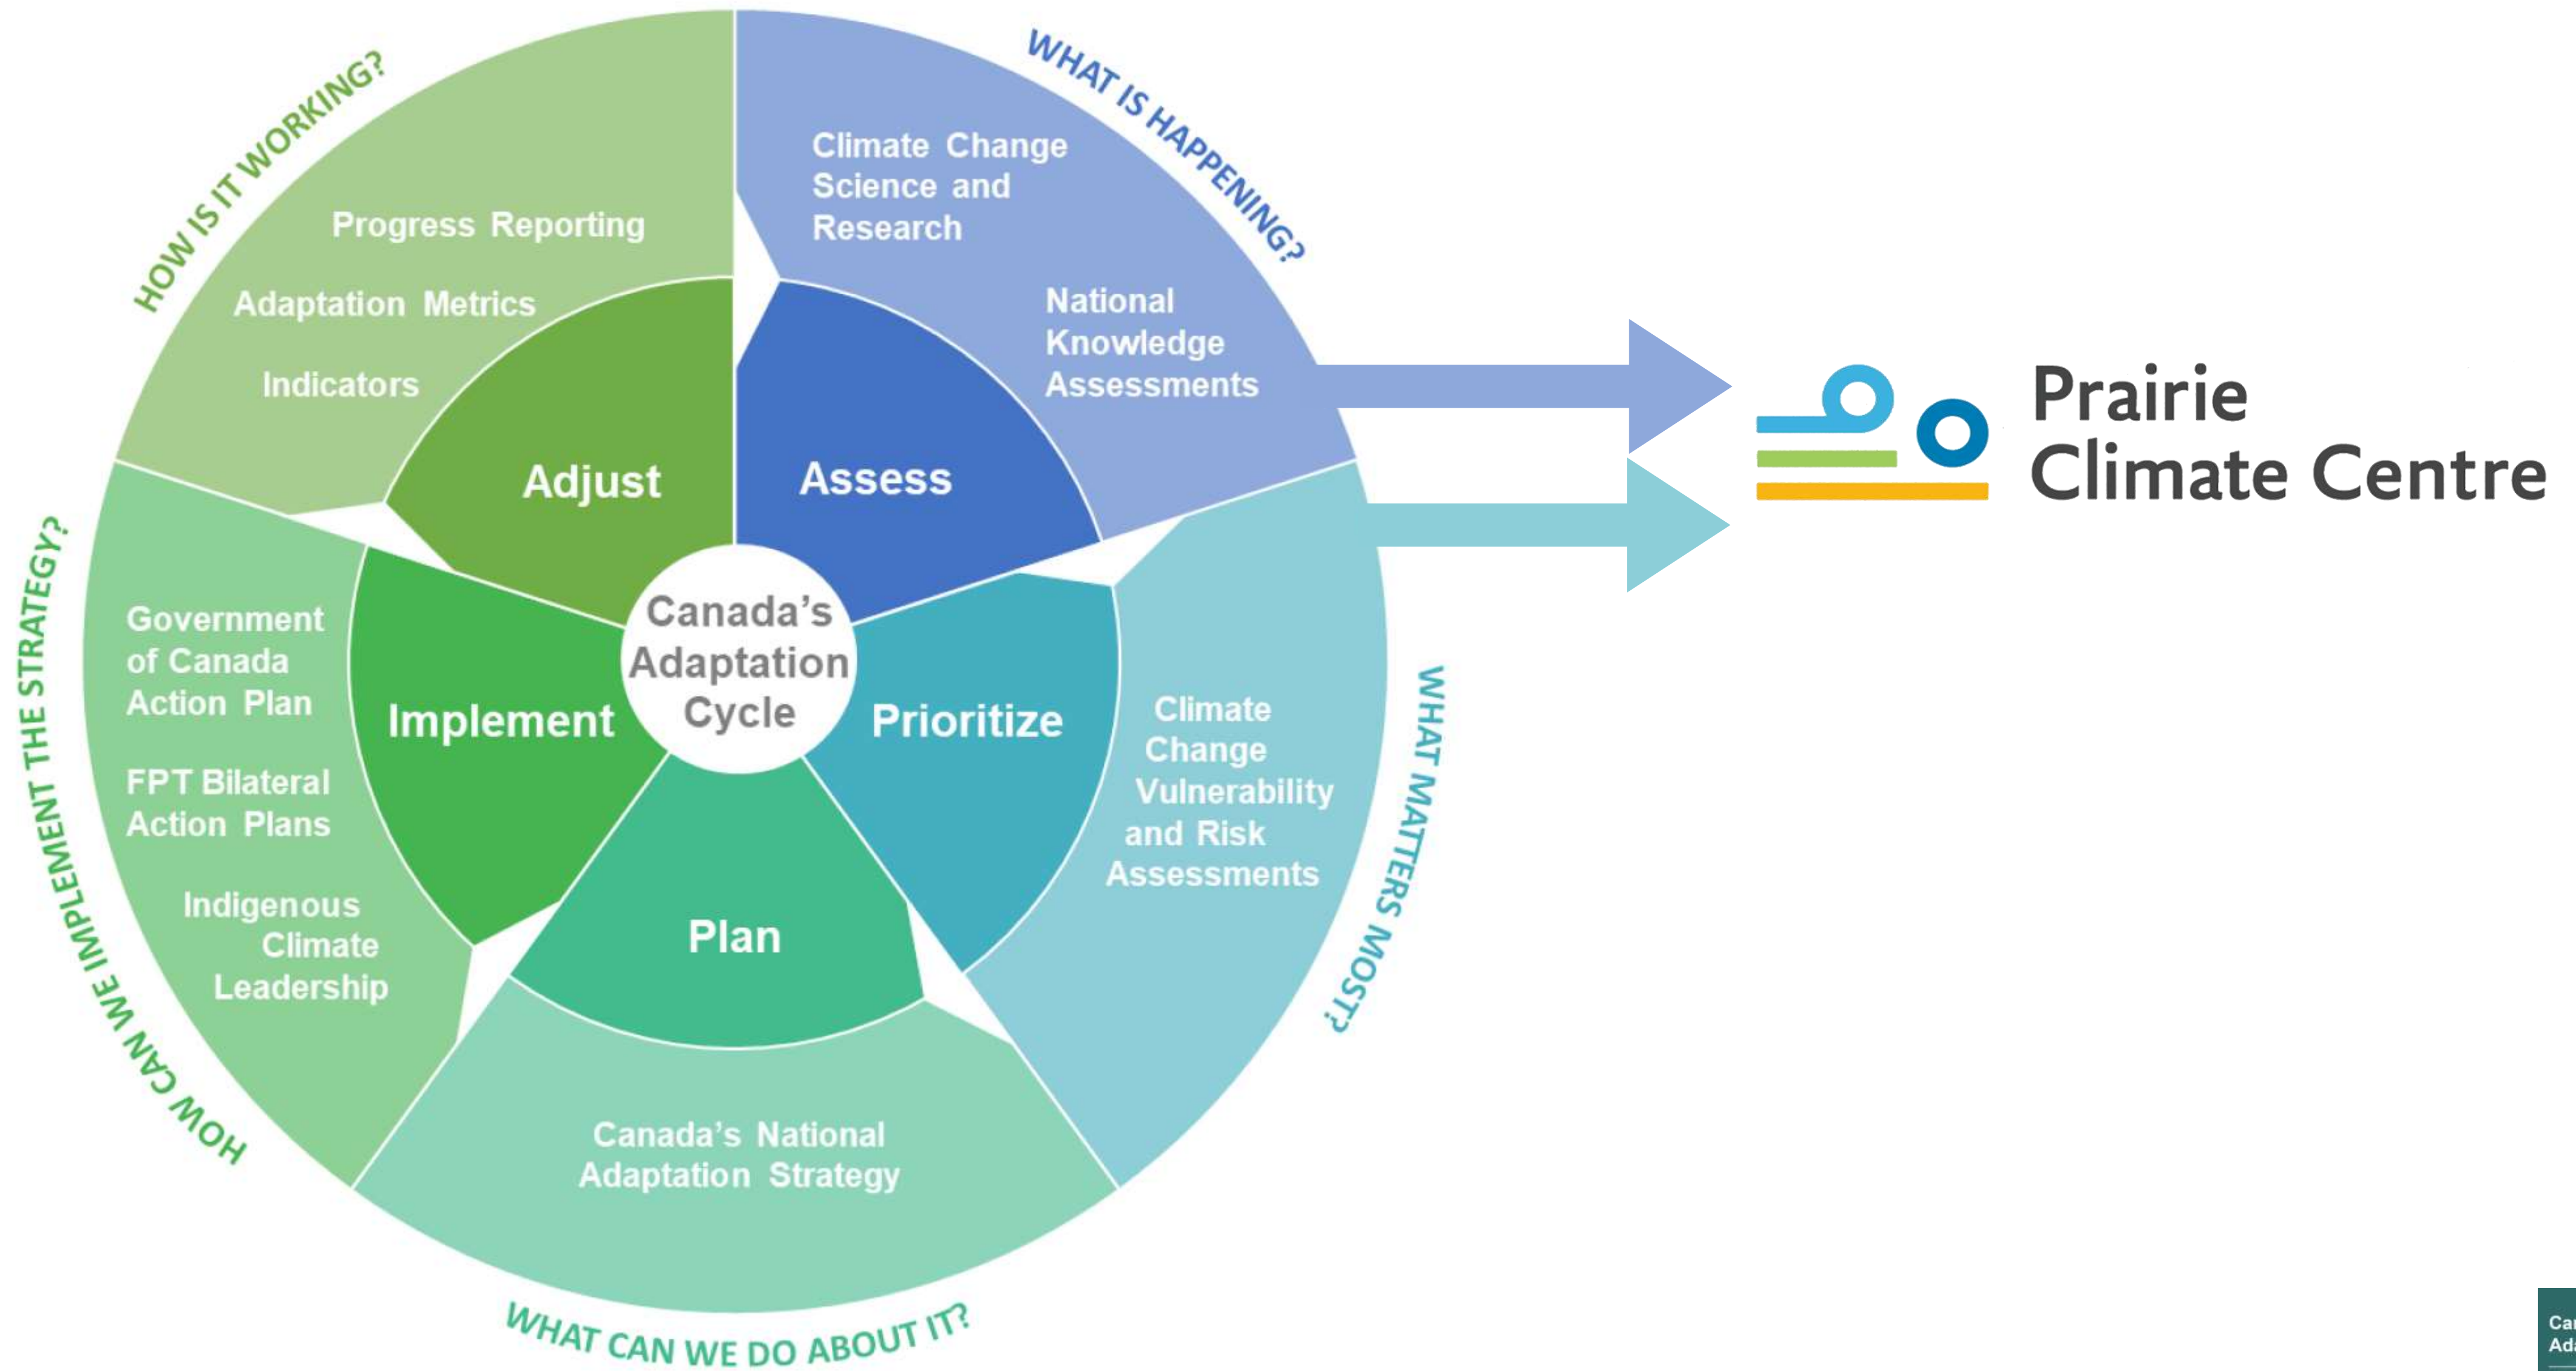 WHAT IS HAPPENING?
Climate Change
Science and
Research
National
Knowledge
Assessments
Assess
WHAT MATTERS MOST?
Climate
Change
Vulnerability
and Risk
Assessments
Prioritize
WHAT CAN WE DO ABOUT IT?
Canada's National
Adaptation Strategy
Plan
HOW CAN WE IMPLEMENT THE STRATEGY?
Government
of Canada
Action Plan
FPT Bilateral
Action Plans
Indigenous
Climate
Leadership
Implement
HOW IS IT WORKING?
Progress Reporting
Adaptation Metrics
Indicators
Adjust
Canada's
Adaptation
Cycle
Prairie
Climate Centre